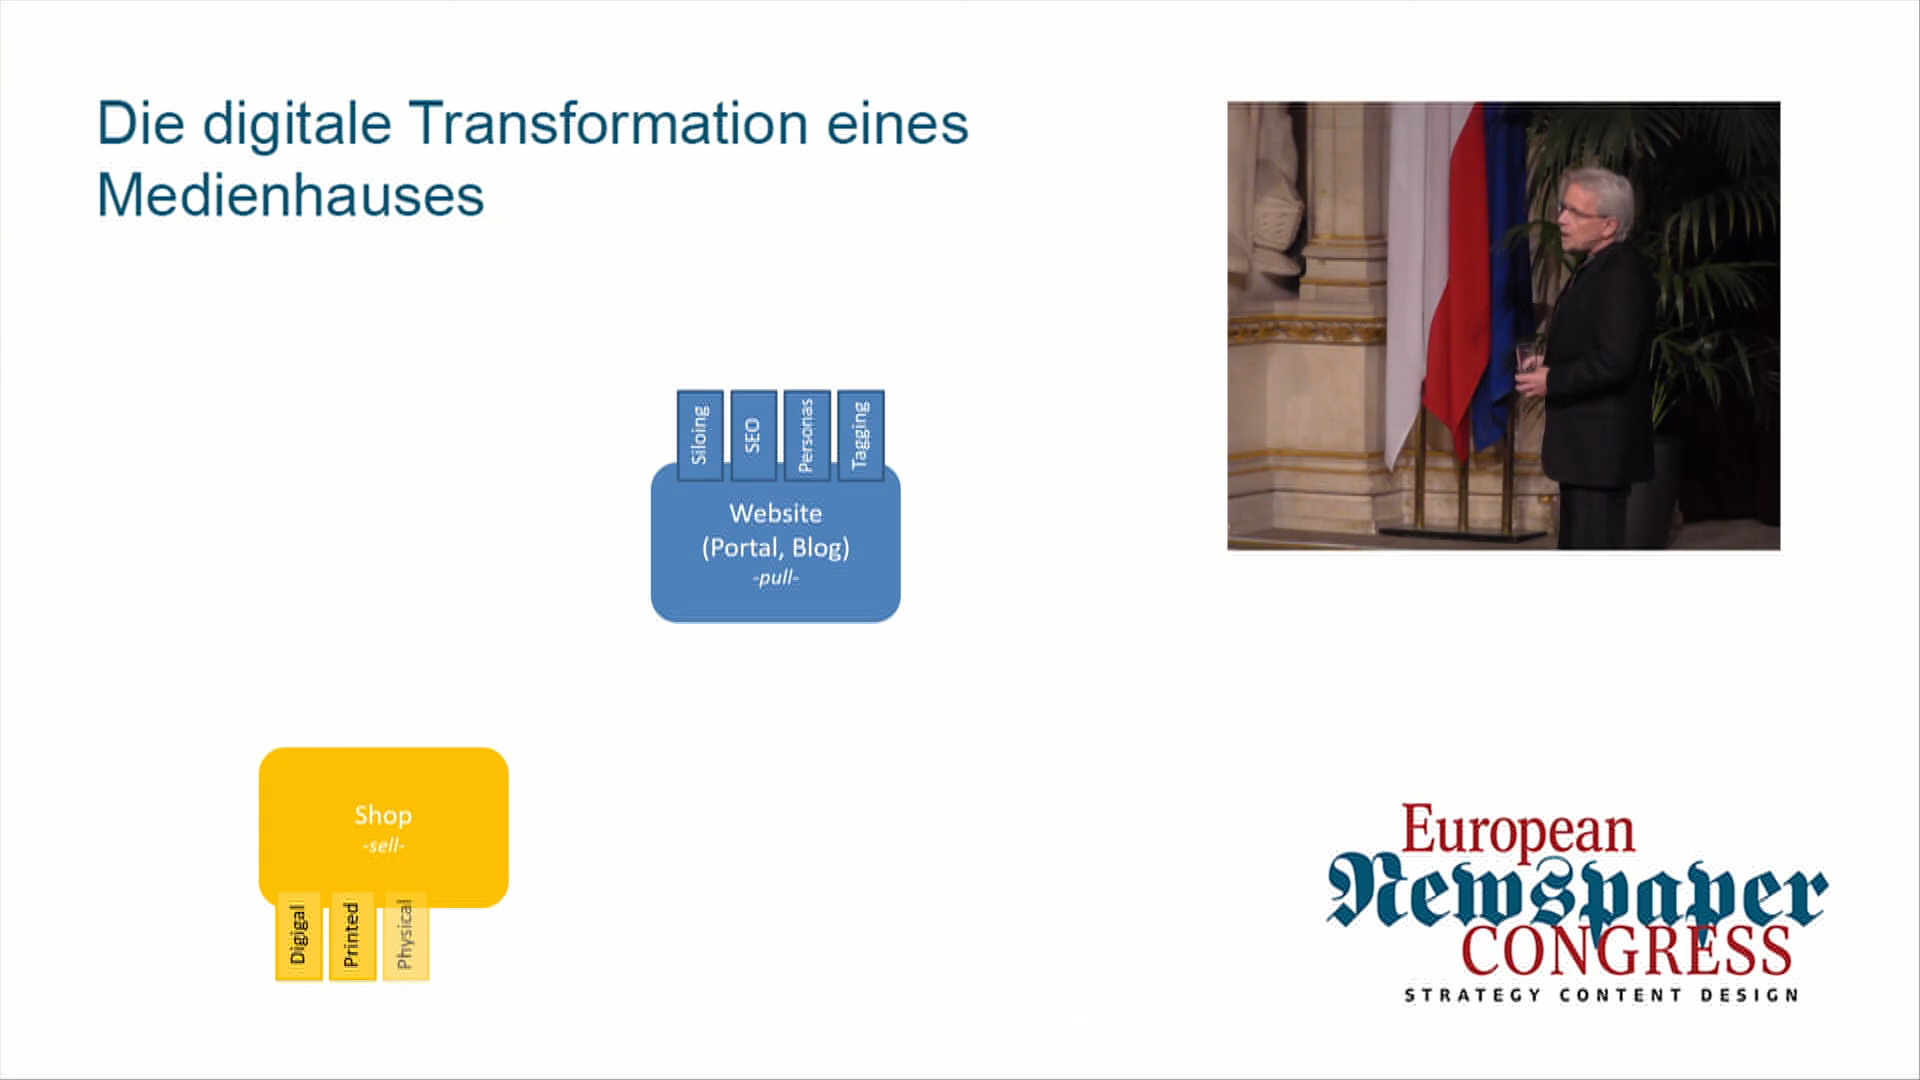 Die digitale Transformation eines
Medienhauses
Siloing
SEO
Personas
Tagging
Website
(Portal, Blog)
-pull-
Shop
-sell-
Digigal
Printed
Physical
European
Newspaper
CONGRESS
STRATEGY CONTENT DESIGN